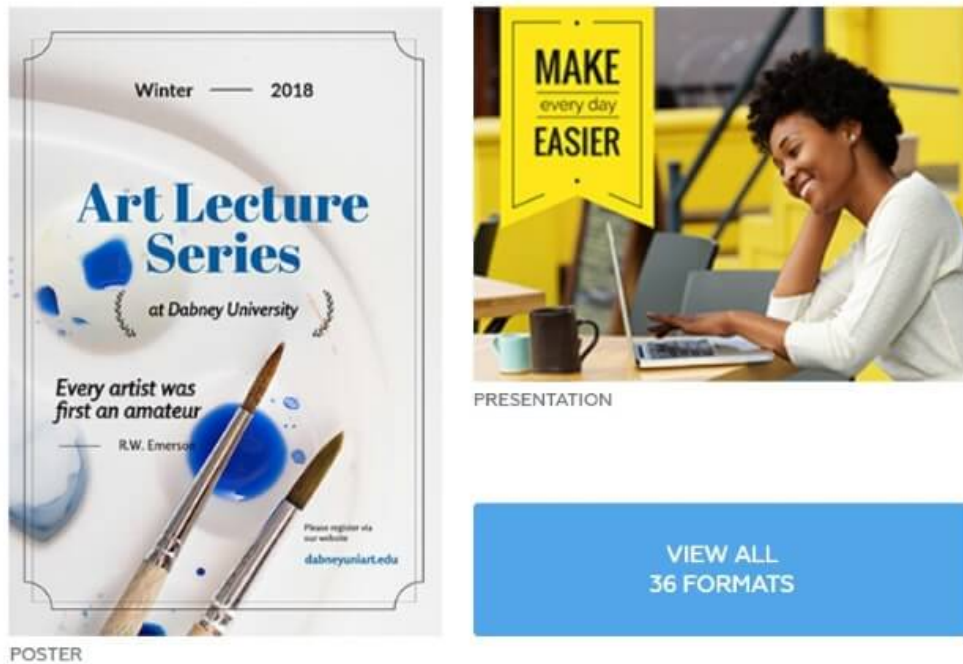 Winter — 2018
Art Lecture
Series
at Dabney University
Every artist was
first an amateur
R.W. Emerson
Please register via
our website
dabneyuniart.edu
POSTER
MAKE
every day
EASIER
PRESENTATION
VIEW ALL
36 FORMATS